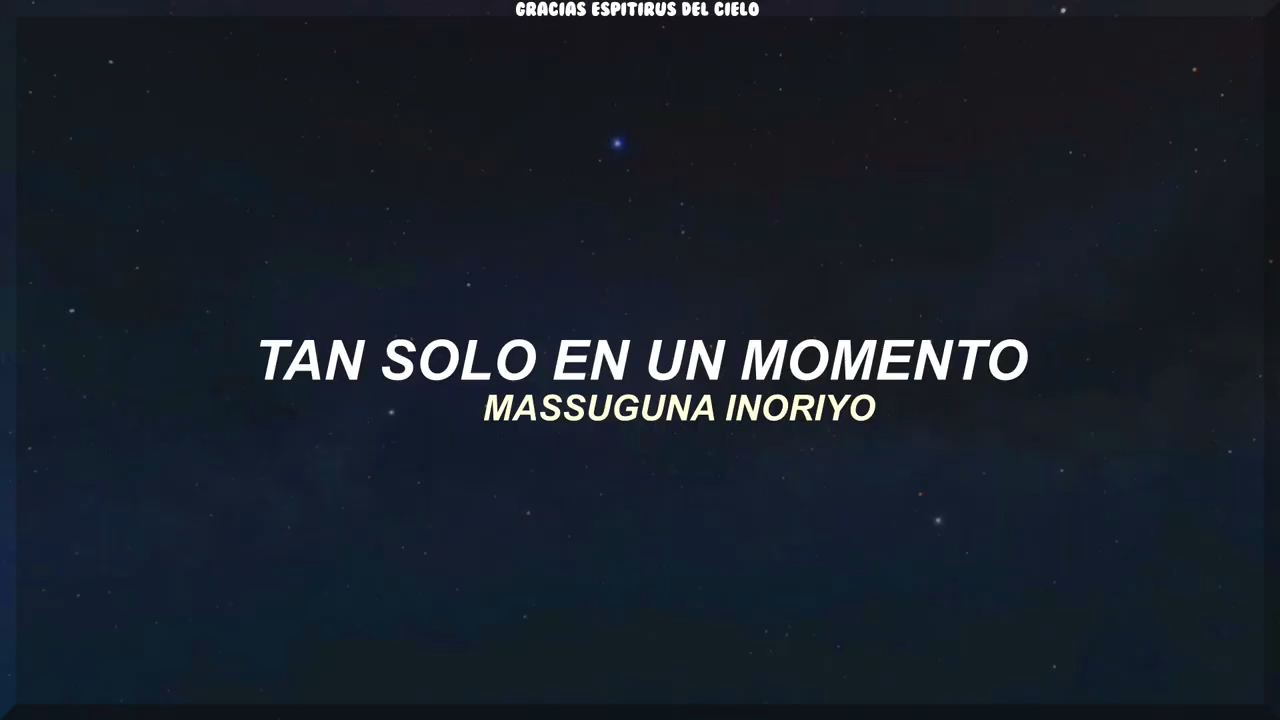 GRACIAS ESPITIRUS DEL CIELO
TAN SOLO EN UN MOMENTO
MASSUGUNA INORIYO